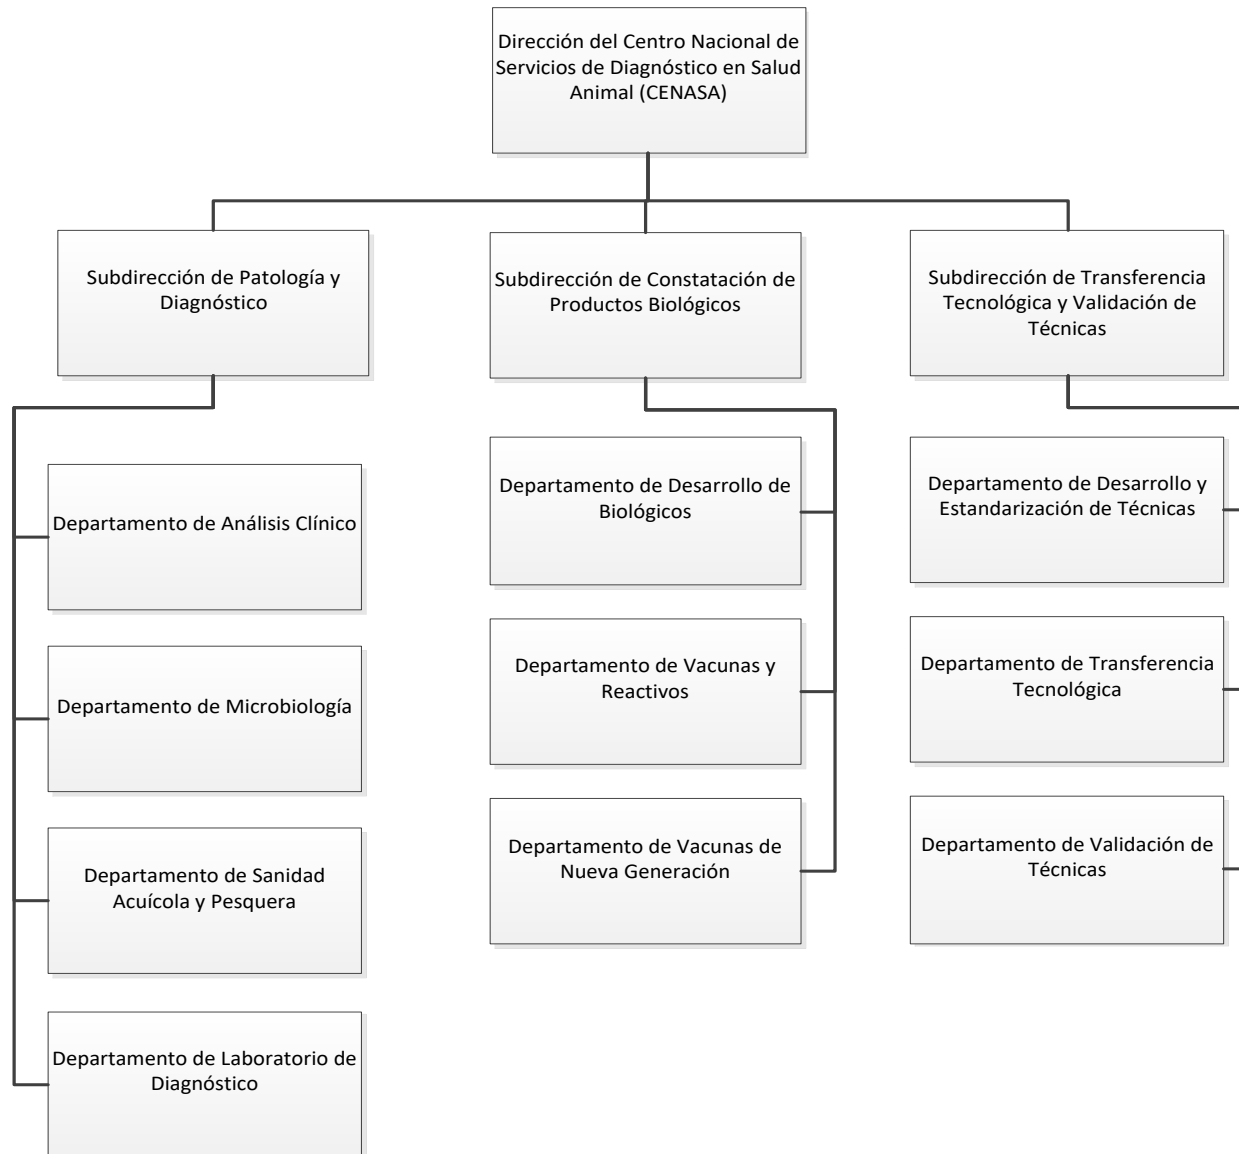 Dirección del Centro Nacional de
Servicios de Diagnóstico en Salud
Animal (CENASA)
Subdirección de Patología y
Diagnóstico
Subdirección de Constatación de
Productos Biológicos
Subdirección de Transferencia
Tecnológica y Validación de
Técnicas
Departamento de Análisis Clínico
Departamento de Microbiología
Departamento de Sanidad
Acuícola y Pesquera
Departamento de Laboratorio de
Diagnóstico
Departamento de Desarrollo de
Biológicos
Departamento de Vacunas y
Reactivos
Departamento de Vacunas de
Nueva Generación
Departamento de Desarrollo y
Estandarización de Técnicas
Departamento de Transferencia
Tecnológica
Departamento de Validación de
Técnicas